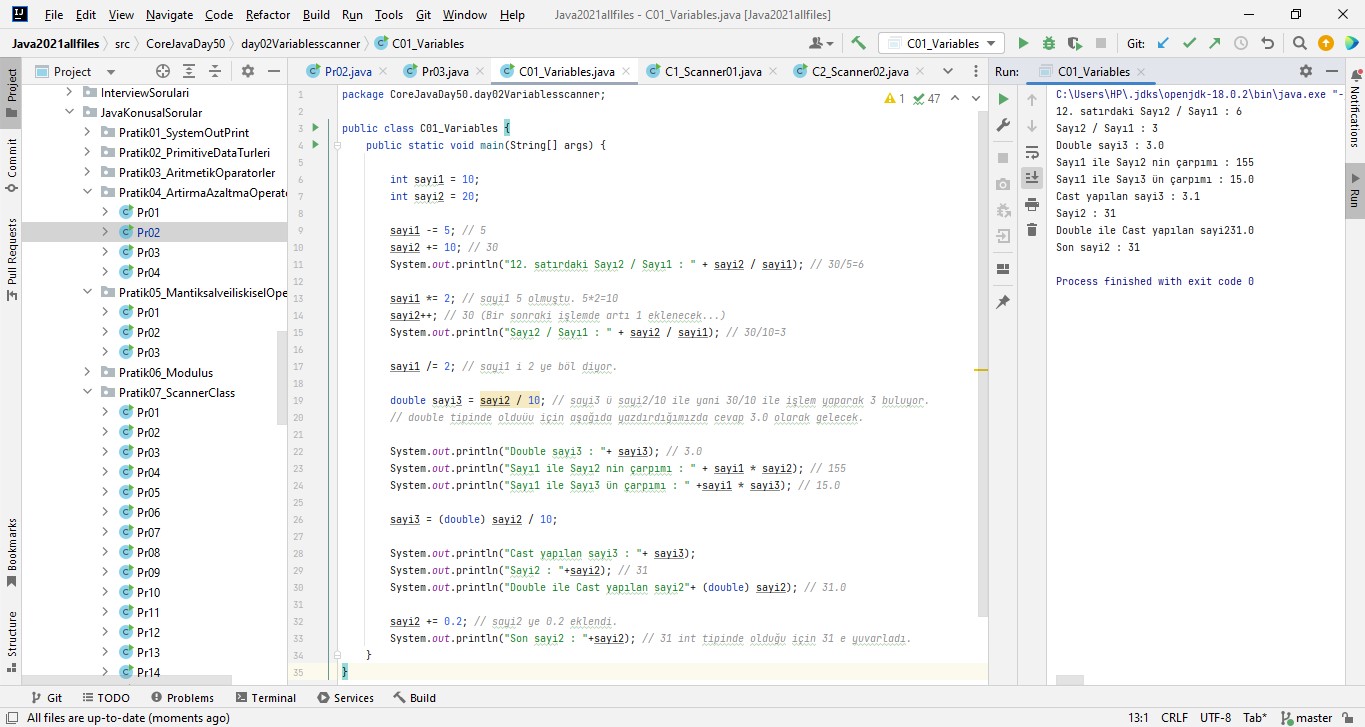 File Edit View Navigate Code Refactor Build Run Tools Git Window Help Java2021allfiles - C01_Variables.java [Java2021allfiles]
Java2021allfiles src CoreJavaDay50 day02Variablesscanner C01_Variables C01_Variables Git:
Project Pr02.java Pr03.java C01_Variables.java C1_Scanner01.java C2_Scanner02.java Run: C01_Variables
Project
Commit
Pull Requests
Bookmarks
Structure
InterviewSorulari
JavaKonusalSorular
Pratik01_SystemOutPrint
Pratik02_PrimitiveDataTurleri
Pratik03_AritmetikOparatorler
Pratik04_ArtirmaAzaltmaOperato
Pr01
Pr02
Pr03
Pr04
Pratik05_MantiksalveiliskiselOpe
Pr01
Pr02
Pr03
Pratik06_Modulus
Pratik07_ScannerClass
Pr01
Pr02
Pr03
Pr04
Pr05
Pr06
Pr07
Pr08
Pr09
Pr10
Pr11
Pr12
Pr13
Pr14
1 package CoreJavaDay50.day02Variablesscanner; 1 47
2
3 public class C01_Variables {
4 public static void main(String[] args) {
5
6 int sayi1 = 10;
7 int sayi2 = 20;
8
9 sayi1 -= 5; // 5
10 sayi2 += 10; // 30
11 System.out.println("12. satırdaki Sayı2 / Sayı1 : " + sayi2 / sayi1); // 30/5=6
12
13 sayi1 *= 2; // sayi1 5 olmuştu. 5*2=10
14 sayi2++; // 30 (Bir sonraki işlemde artı 1 eklenecek...)
15 System.out.println("Sayı2 / Sayı1 : " + sayi2 / sayi1); // 30/10=3
16
17 sayi1 /= 2; // sayi1 i 2 ye böl diyor.
18
19 double sayi3 = sayi2 / 10; // sayi3 ü sayi2/10 ile yani 30/10 ile işlem yaparak 3 buluyor.
20 // double tipinde olduüu için aşağıda yazdırdığımızda cevap 3.0 olarak gelecek.
21
22 System.out.println("Double sayi3 : "+ sayi3); // 3.0
23 System.out.println("Sayı1 ile Sayı2 nin çarpımı : " + sayi1 * sayi2); // 155
24 System.out.println("Sayı1 ile Sayı3 ün çarpımı : " +sayi1 * sayi3); // 15.0
25
26 sayi3 = (double) sayi2 / 10;
27
28 System.out.println("Cast yapılan sayi3 : "+ sayi3);
29 System.out.println("Sayi2 : "+sayi2); // 31
30 System.out.println("Double ile Cast yapılan sayi2"+ (double) sayi2); // 31.0
31
32 sayi2 += 0.2; // sayi2 ye 0.2 eklendi.
33 System.out.println("Son sayi2 : "+sayi2); // 31 int tipinde olduğu için 31 e yuvarladı.
34 }
35 }
C:\Users\HP\.jdks\openjdk-18.0.2\bin\java.exe "-
12. satırdaki Sayı2 / Sayı1 : 6
Sayı2 / Sayı1 : 3
Double sayi3 : 3.0
Sayı1 ile Sayı2 nin çarpımı : 155
Sayı1 ile Sayı3 ün çarpımı : 15.0
Cast yapılan sayi3 : 3.1
Sayi2 : 31
Double ile Cast yapılan sayi231.0
Son sayi2 : 31
Process finished with exit code 0
Notifications
Run
Git TODO Problems Terminal Services Build
All files are up-to-date (moments ago) 13:1 CRLF UTF-8 Tab* master